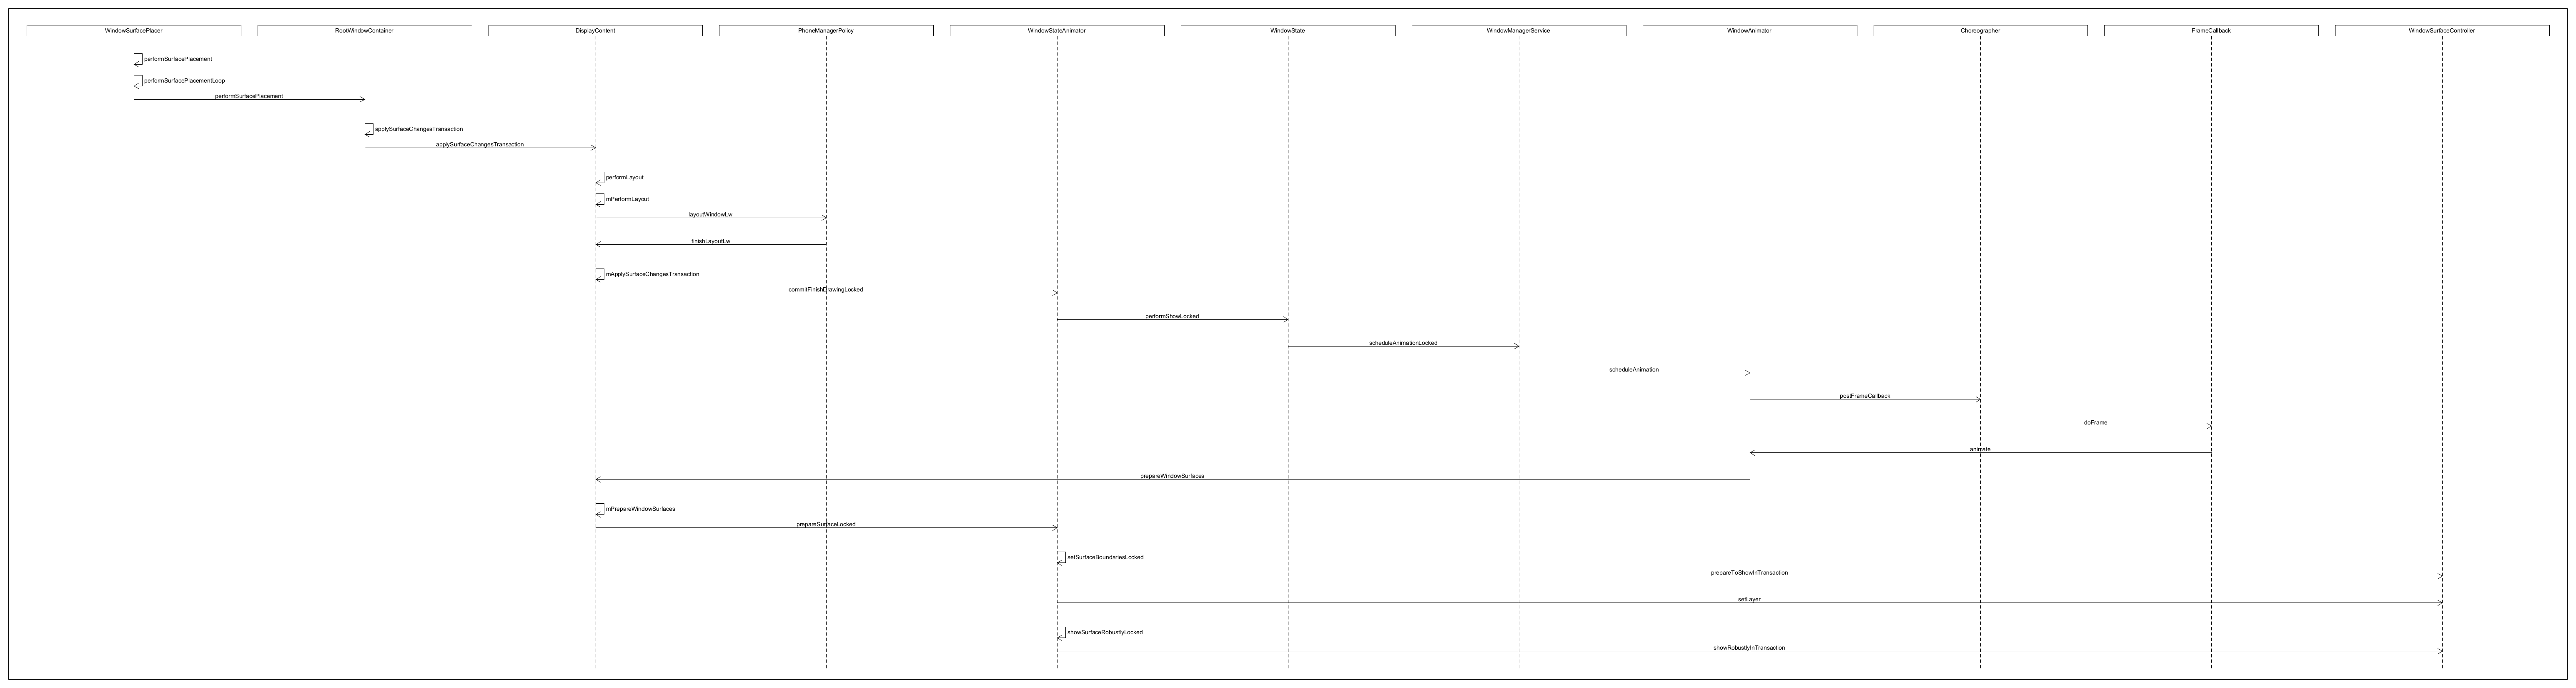 WindowSurfacePlacer
RootWindowContainer
DisplayContent
PhoneManagerPolicy
WindowStateAnimator
WindowState
WindowManagerService
WindowAnimator
Choreographer
FrameCallback
WindowSurfaceController
performSurfacePlacement
performSurfacePlacementLoop
performSurfacePlacement
applySurfaceChangesTransaction
applySurfaceChangesTransaction
performLayout
mPerformLayout
layoutWindowLw
finishLayoutLw
mApplySurfaceChangesTransaction
commitFinishDrawingLocked
performShowLocked
scheduleAnimationLocked
scheduleAnimation
postFrameCallback
doFrame
animate
prepareWindowSurfaces
mPrepareWindowSurfaces
prepareSurfaceLocked
setSurfaceBoundariesLocked
prepareToShowInTransaction
setLayer
showSurfaceRobustlyLocked
showRobustlyInTransaction